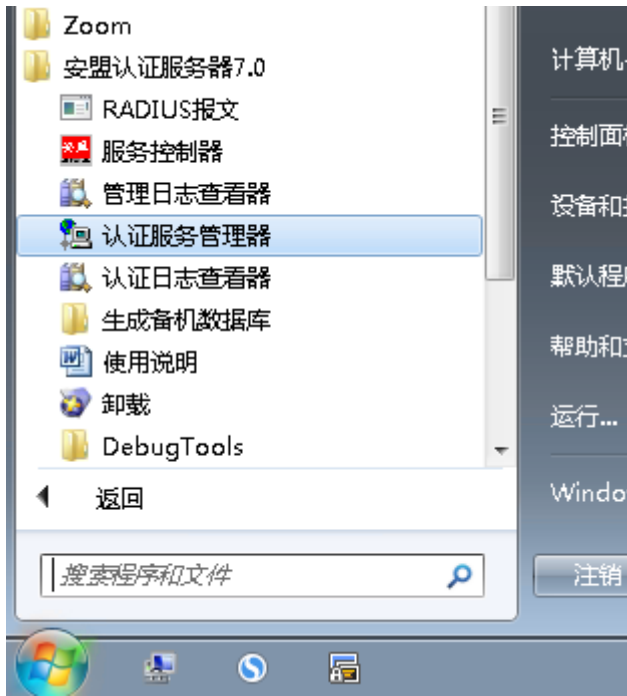 Zoom
安盟认证服务器7.0
RADIUS报文
服务控制器
管理日志查看器
认证服务管理器
认证日志查看器
生成备机数据库
使用说明
卸载
DebugTools
返回
搜索程序和文件
计算机
控制面
设备和
默认程
帮助和
运行...
Windo
注销